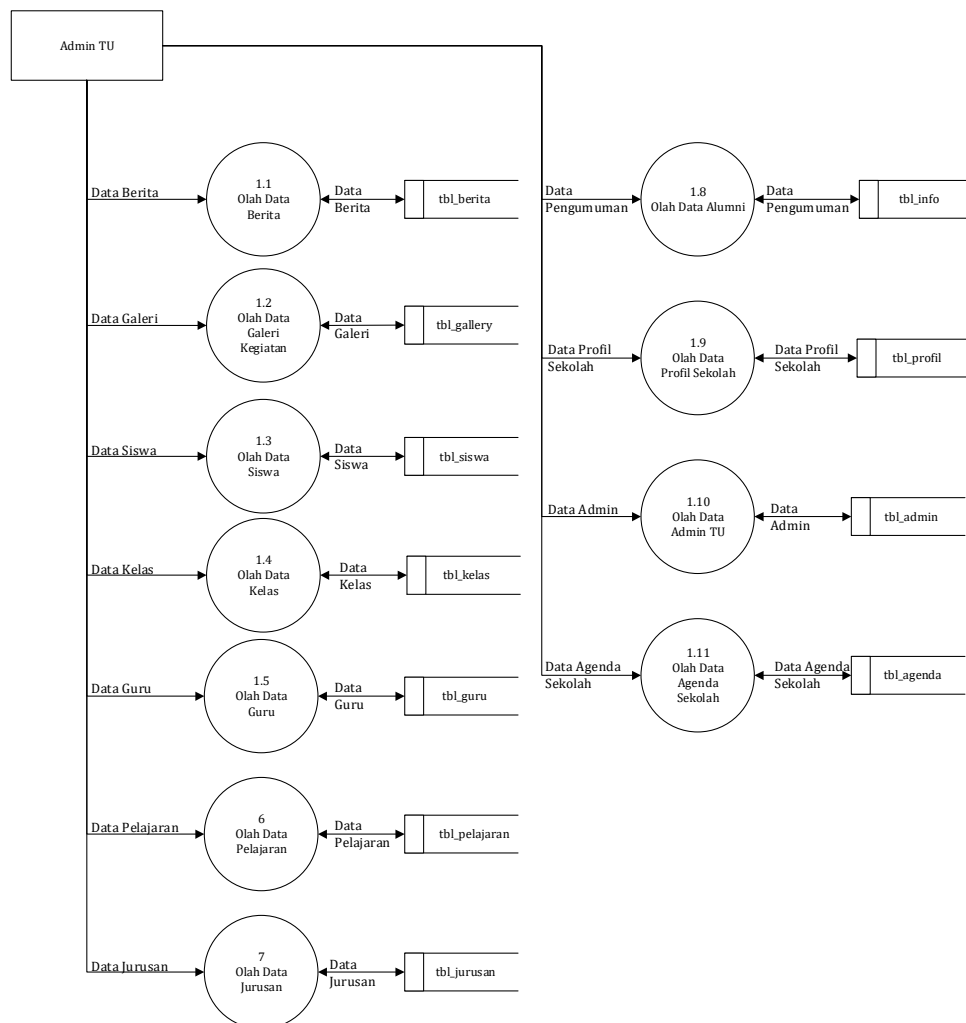 Admin TU
Data Berita
1.1
Olah Data
Berita
Data
Berita
tbl_berita
Data Galeri
1.2
Olah Data
Galeri
Kegiatan
Data
Galeri
tbl_gallery
Data Siswa
1.3
Olah Data
Siswa
Data
Siswa
tbl_siswa
Data Kelas
1.4
Olah Data
Kelas
Data
Kelas
tbl_kelas
Data Guru
1.5
Olah Data
Guru
Data
Guru
tbl_guru
Data Pelajaran
6
Olah Data
Pelajaran
Data
Pelajaran
tbl_pelajaran
Data Jurusan
7
Olah Data
Jurusan
Data
Jurusan
tbl_jurusan
Data
Pengumuman
1.8
Olah Data Alumni
Data
Pengumuman
tbl_info
Data Profil
Sekolah
1.9
Olah Data
Profil Sekolah
Data Profil
Sekolah
tbl_profil
Data Admin
1.10
Olah Data
Admin TU
Data
Admin
tbl_admin
Data Agenda
Sekolah
1.11
Olah Data
Agenda
Sekolah
Data Agenda
Sekolah
tbl_agenda